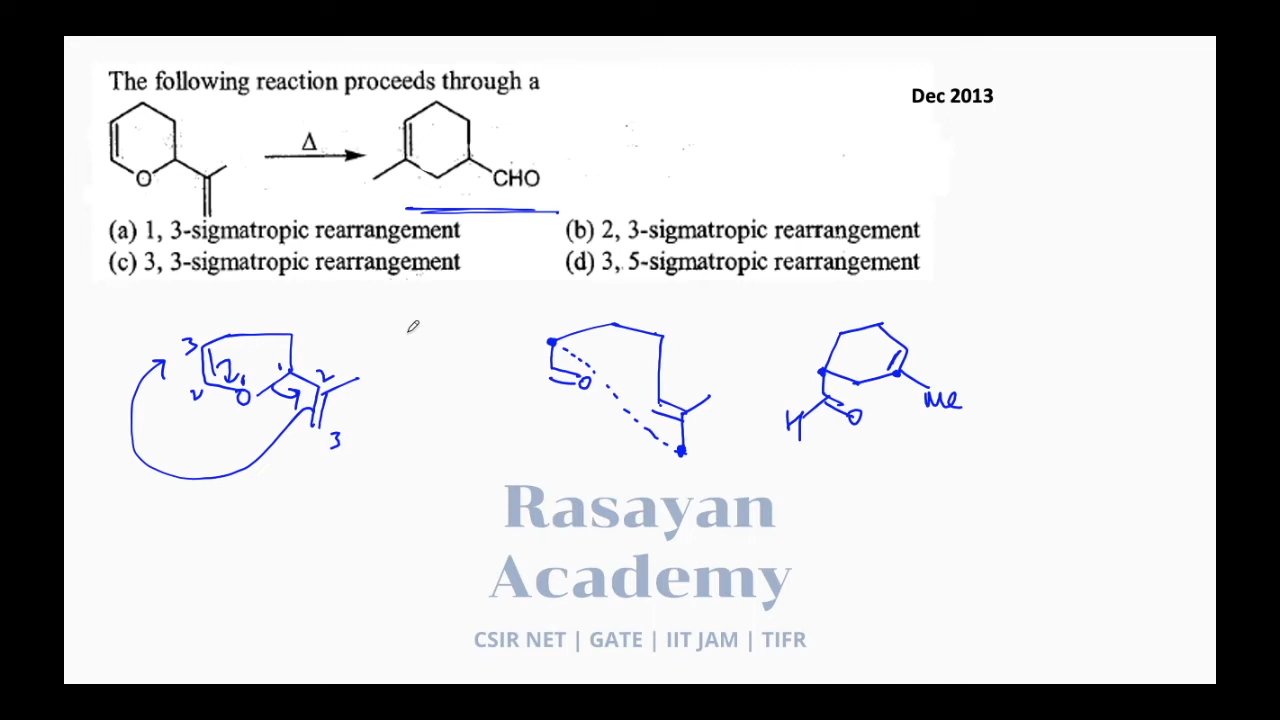 The following reaction proceeds through a
Dec 2013
O
Δ
CHO
(a) 1, 3-sigmatropic rearrangement
(b) 2, 3-sigmatropic rearrangement
(c) 3, 3-sigmatropic rearrangement
(d) 3, 5-sigmatropic rearrangement
3
1
1
2
2
O
3
O
H
O
Me
Rasayan
Academy
CSIR NET | GATE | IIT JAM | TIFR